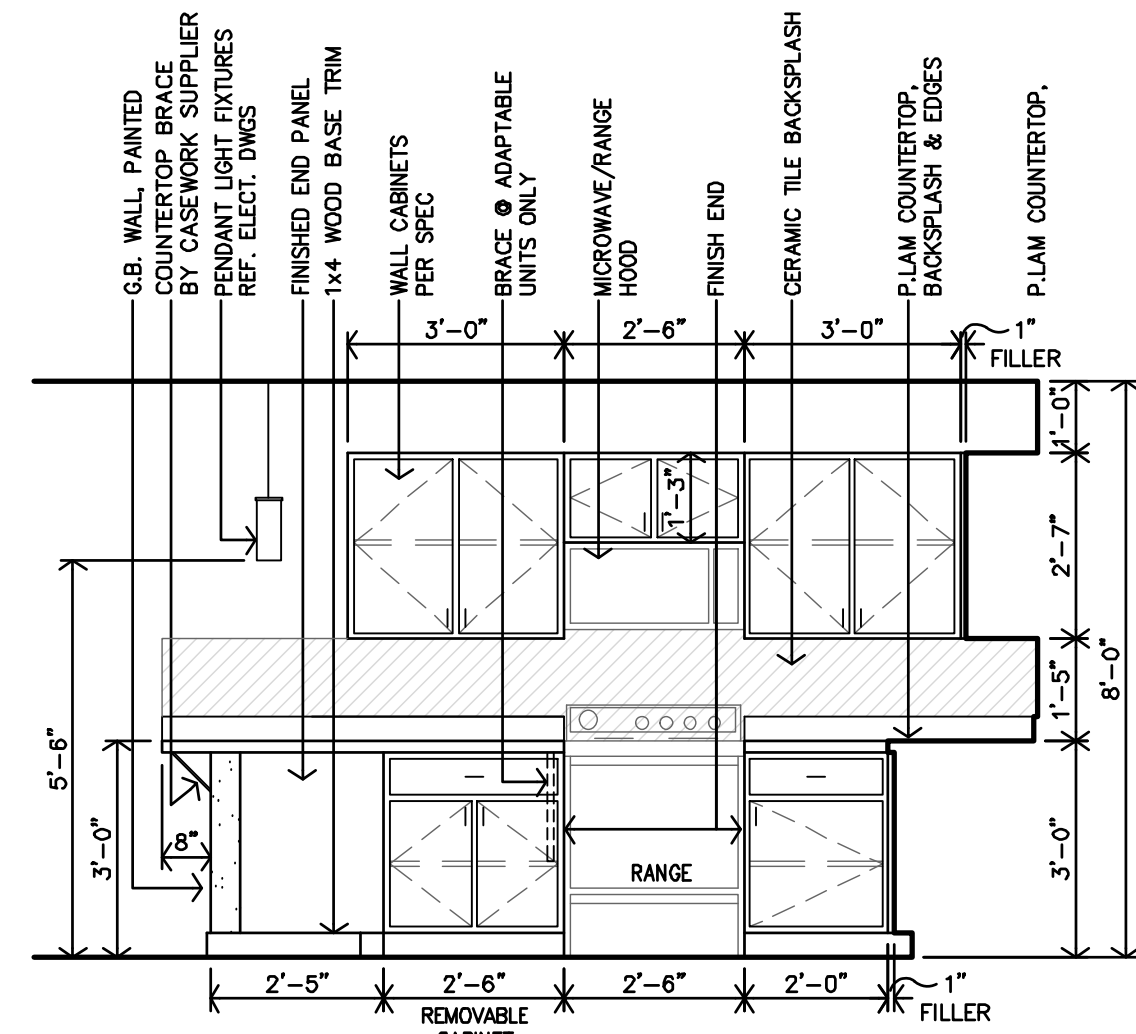 G.B. WALL, PAINTED
COUNTERTOP BRACE
BY CASEWORK SUPPLIER
PENDANT LIGHT FIXTURES
REF. ELECT. DWGS
FINISHED END PANEL
1x4 WOOD BASE TRIM
WALL CABINETS
PER SPEC
BRACE @ ADAPTABLE
UNITS ONLY
MICROWAVE/RANGE
HOOD
FINISH END
CERAMIC TILE BACKSPLASH
P.LAM COUNTERTOP,
BACKSPLASH & EDGES
P.LAM COUNTERTOP,
3'-0"
2'-6"
3'-0"
1"
FILLER
1'-0"
1'-3"
2'-7"
1'-5"
8'-0"
5'-6"
3'-0"
8"
RANGE
3'-0"
2'-5"
2'-6"
2'-6"
2'-0"
1"
FILLER
REMOVABLE